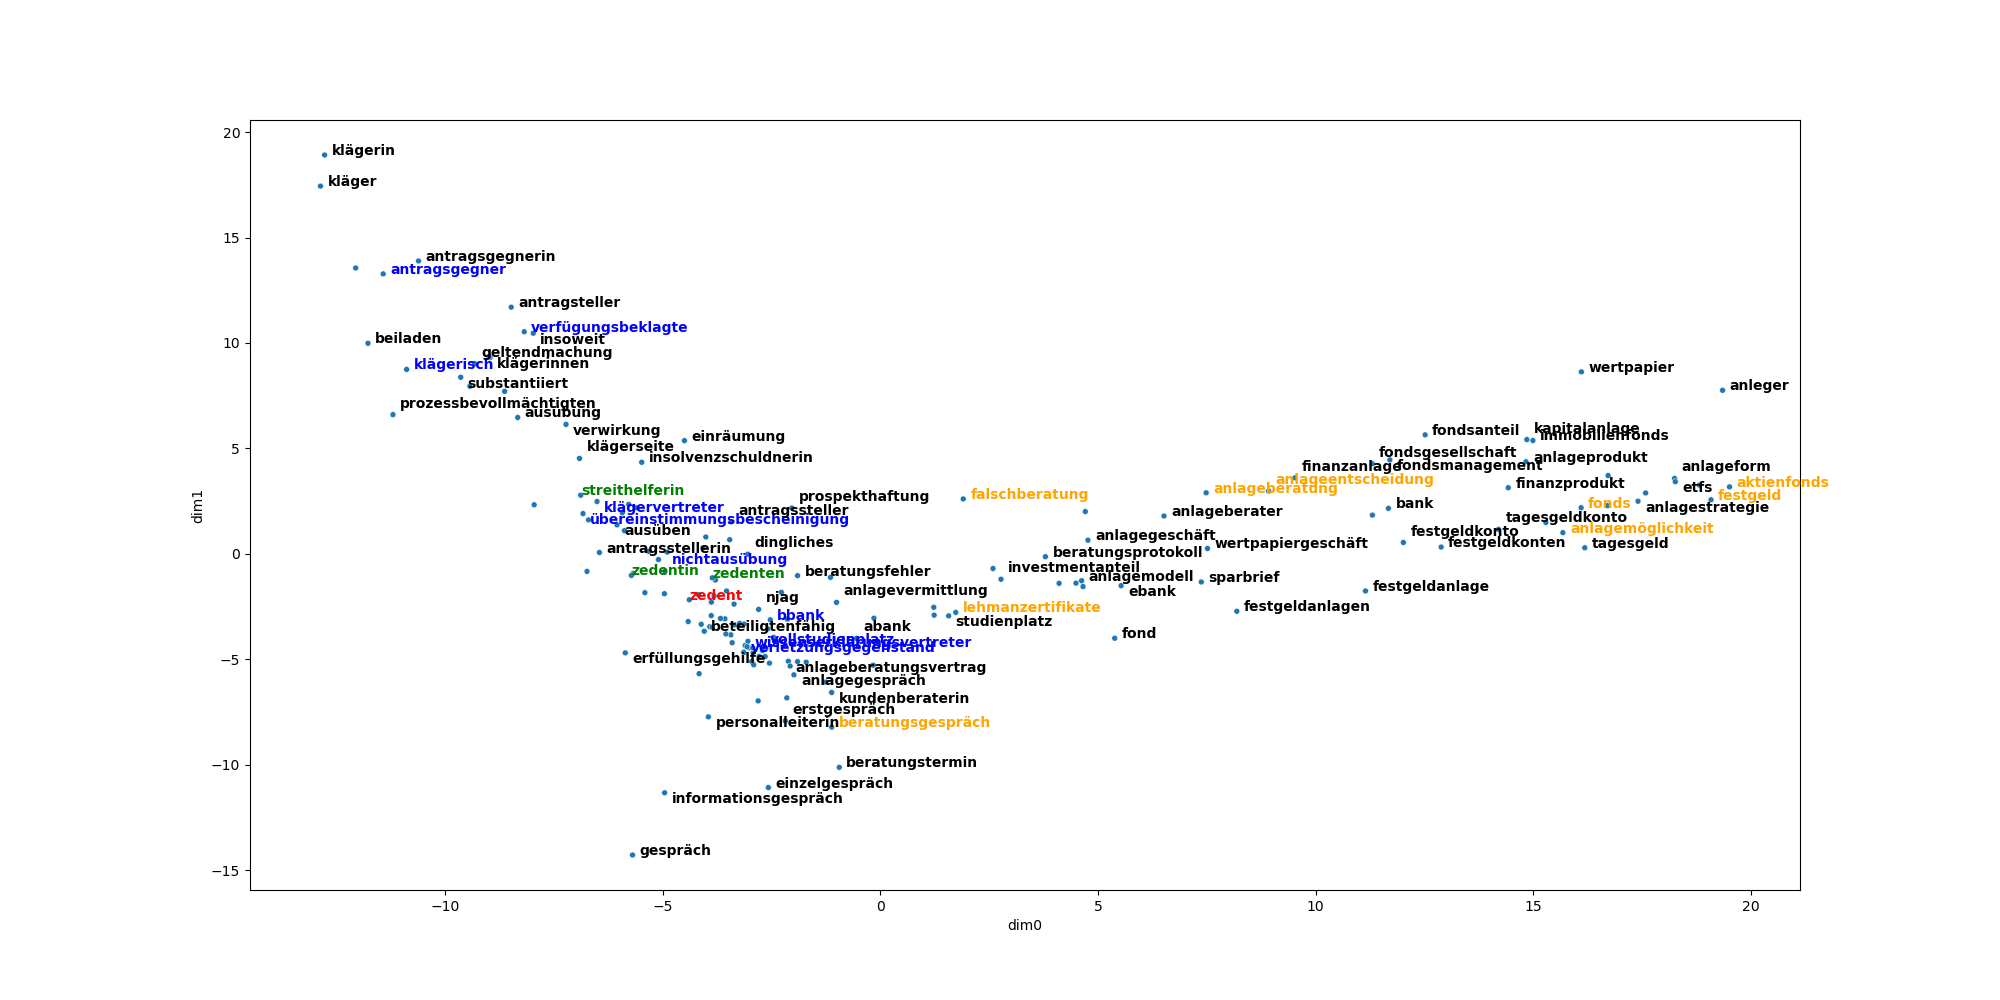 20
klägerin
kläger
15
antragsgegnerin
antragsgegner
antragsteller
verfügungsbeklagte
insoweit
10
beiladen
geltendmachung
klägerinnen
klägerisch
substantiiert
prozessbevollmächtigten
ausübung
verwirkung
klägerseite
einräumung
insolvenzschuldnerin
wertpapier
anleger
fondsanteil
kapitalanlage
immobilienfonds
fondsgesellschaft
finanzanlage
fondsmanagement
anlageprodukt
anlageform
5
streithelferin
klägervertreter
übereinstimmungsbescheinigung
prospekthaftung
antragssteller
falschberatung
anlageberatung
anlageentscheidung
finanzprodukt
etfs
aktienfonds
festgeld
fonds
anlagestrategie
bank
tagesgeldkonto
anlagemöglichkeit
anlageberater
ausüben
dim1
antragsstellerin
dingliches
nichtausübung
anlagegeschäft
beratungsprotokoll
wertpapiergeschäft
festgeldkonto
festgeldkonten
tagesgeld
0
zedentin
zedenten
beratungsfehler
investmentanteil
anlagemodell
sparbrief
ebank
festgeldanlage
zedent
njag
anlagevermittlung
bbank
lehmanzertifikate
festgeldanlagen
studienplatz
beteiligtenfähig
abank
fond
vollstudienplatz
verletzungsgegenstand
−5
erfüllungsgehilfe
anlageberatungsvertrag
anlagegespräch
kundenberaterin
erstgespräch
personalleiterin
beratungsgespräch
−10
beratungstermin
einzelgespräch
informationsgespräch
gespräch
−15
−10
−5
0
5
10
15
20
dim0